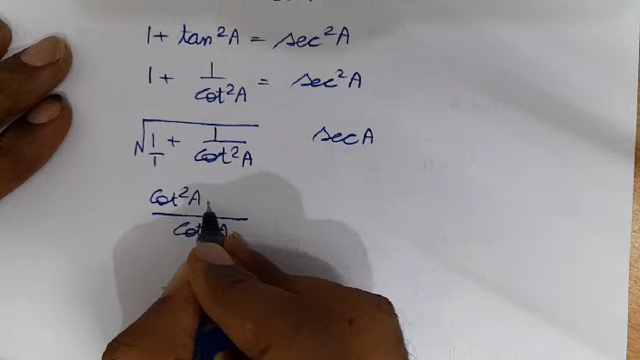 1 + tan²A = sec²A
1 + 1/cot²A = sec²A
√(1/1 + 1/cot²A) secA
cot²A